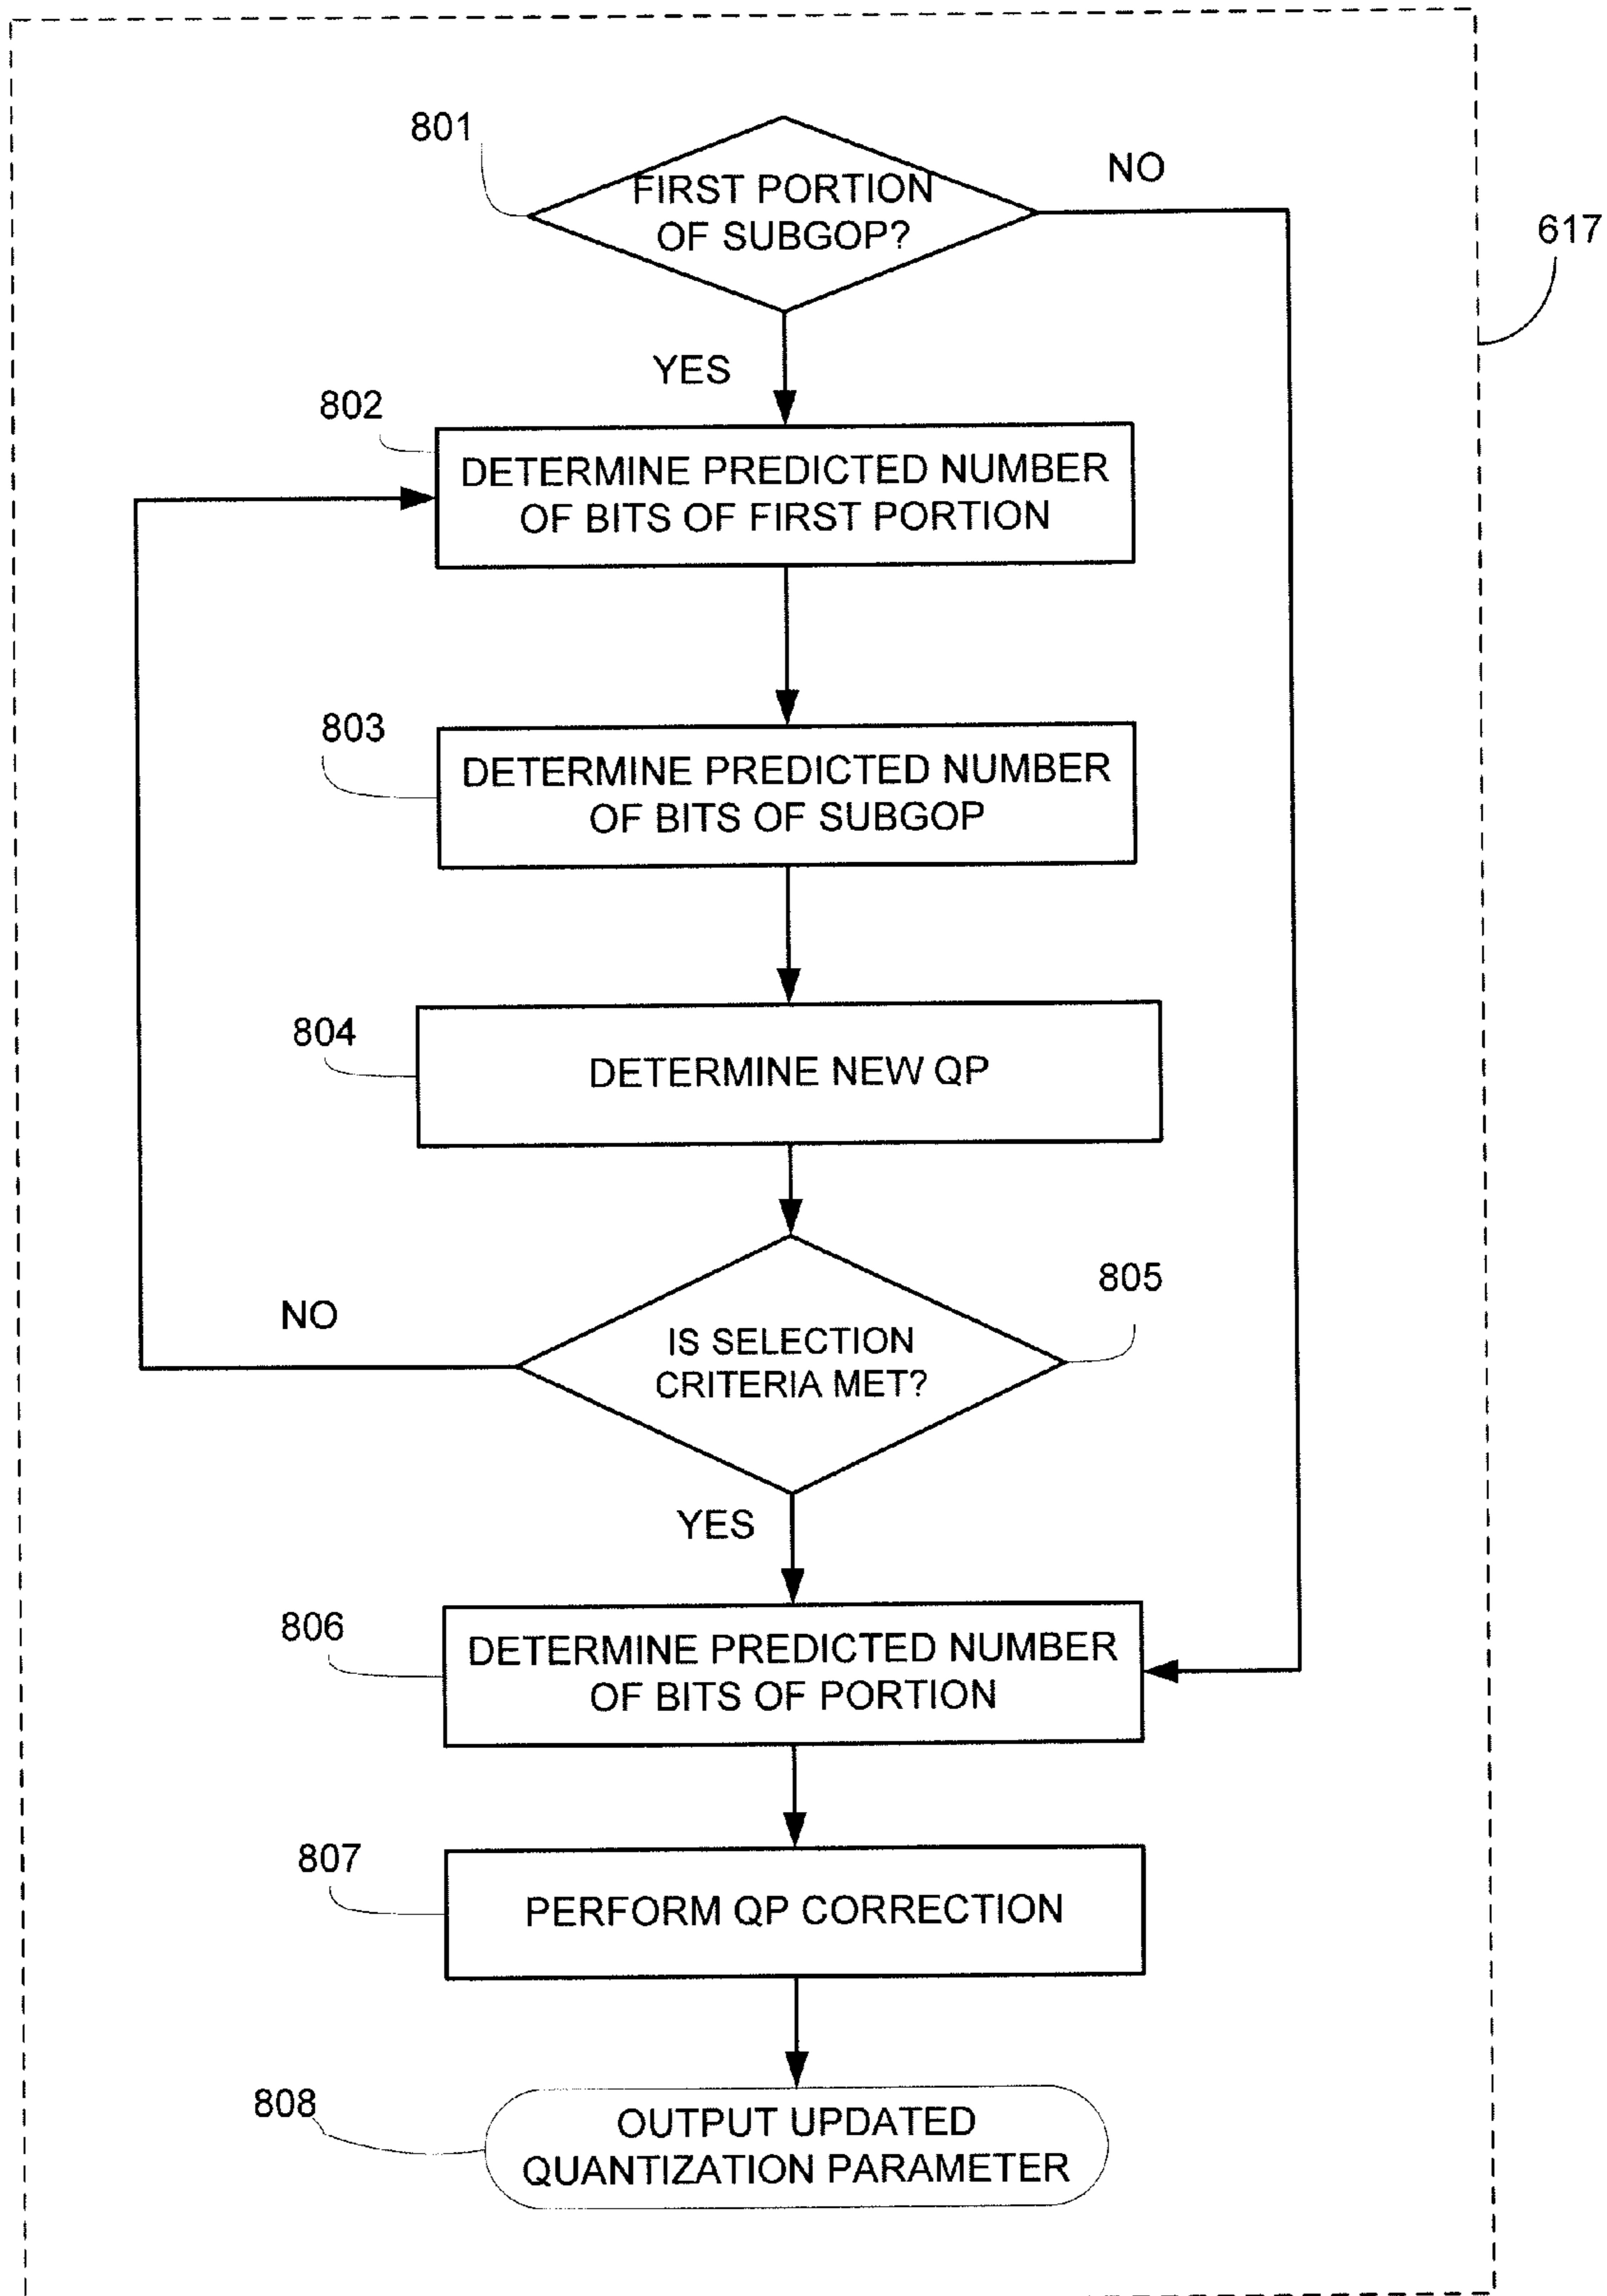 801
FIRST PORTION
OF SUBGOP?
NO
617
YES
802
DETERMINE PREDICTED NUMBER
OF BITS OF FIRST PORTION
803
DETERMINE PREDICTED NUMBER
OF BITS OF SUBGOP
804
DETERMINE NEW QP
805
NO
IS SELECTION
CRITERIA MET?
YES
806
DETERMINE PREDICTED NUMBER
OF BITS OF PORTION
807
PERFORM QP CORRECTION
808
OUTPUT UPDATED
QUANTIZATION PARAMETER